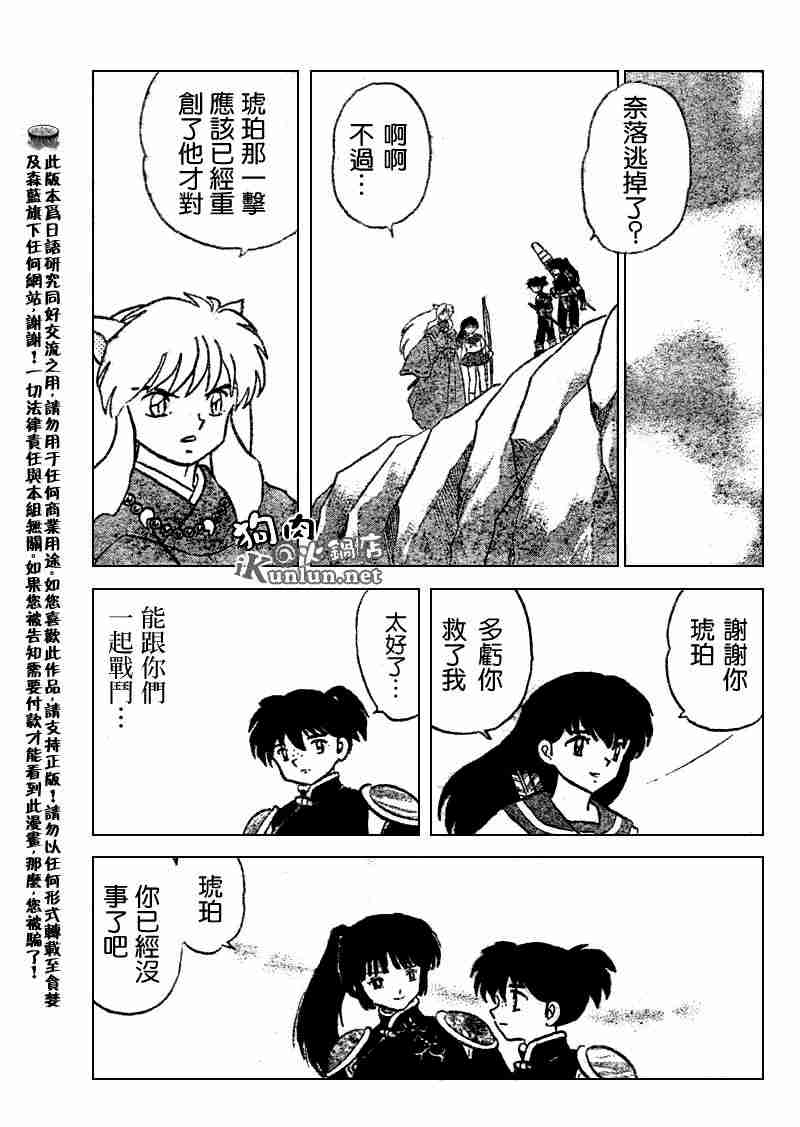 奈落逃掉了?
啊啊
不過…
琥珀那一擊
應該已經重
創了他才對
謝謝你
琥珀
多虧你
救了我
太好了…
能跟你們
一起戰鬥…
琥珀
你已經沒
事了吧
狗肉火鍋店
iKunlun.net
此版本爲日語研究同好交流之用,請勿用于任何商業用途。如您喜歡此作品,請支持正版!請勿以任何形式轉載至貪婪
及森藍旗下任何網站,謝謝!一切法律責任與本組無關。如果您被告知需要付款才能看到此漫畫,那麽,您被騙了!